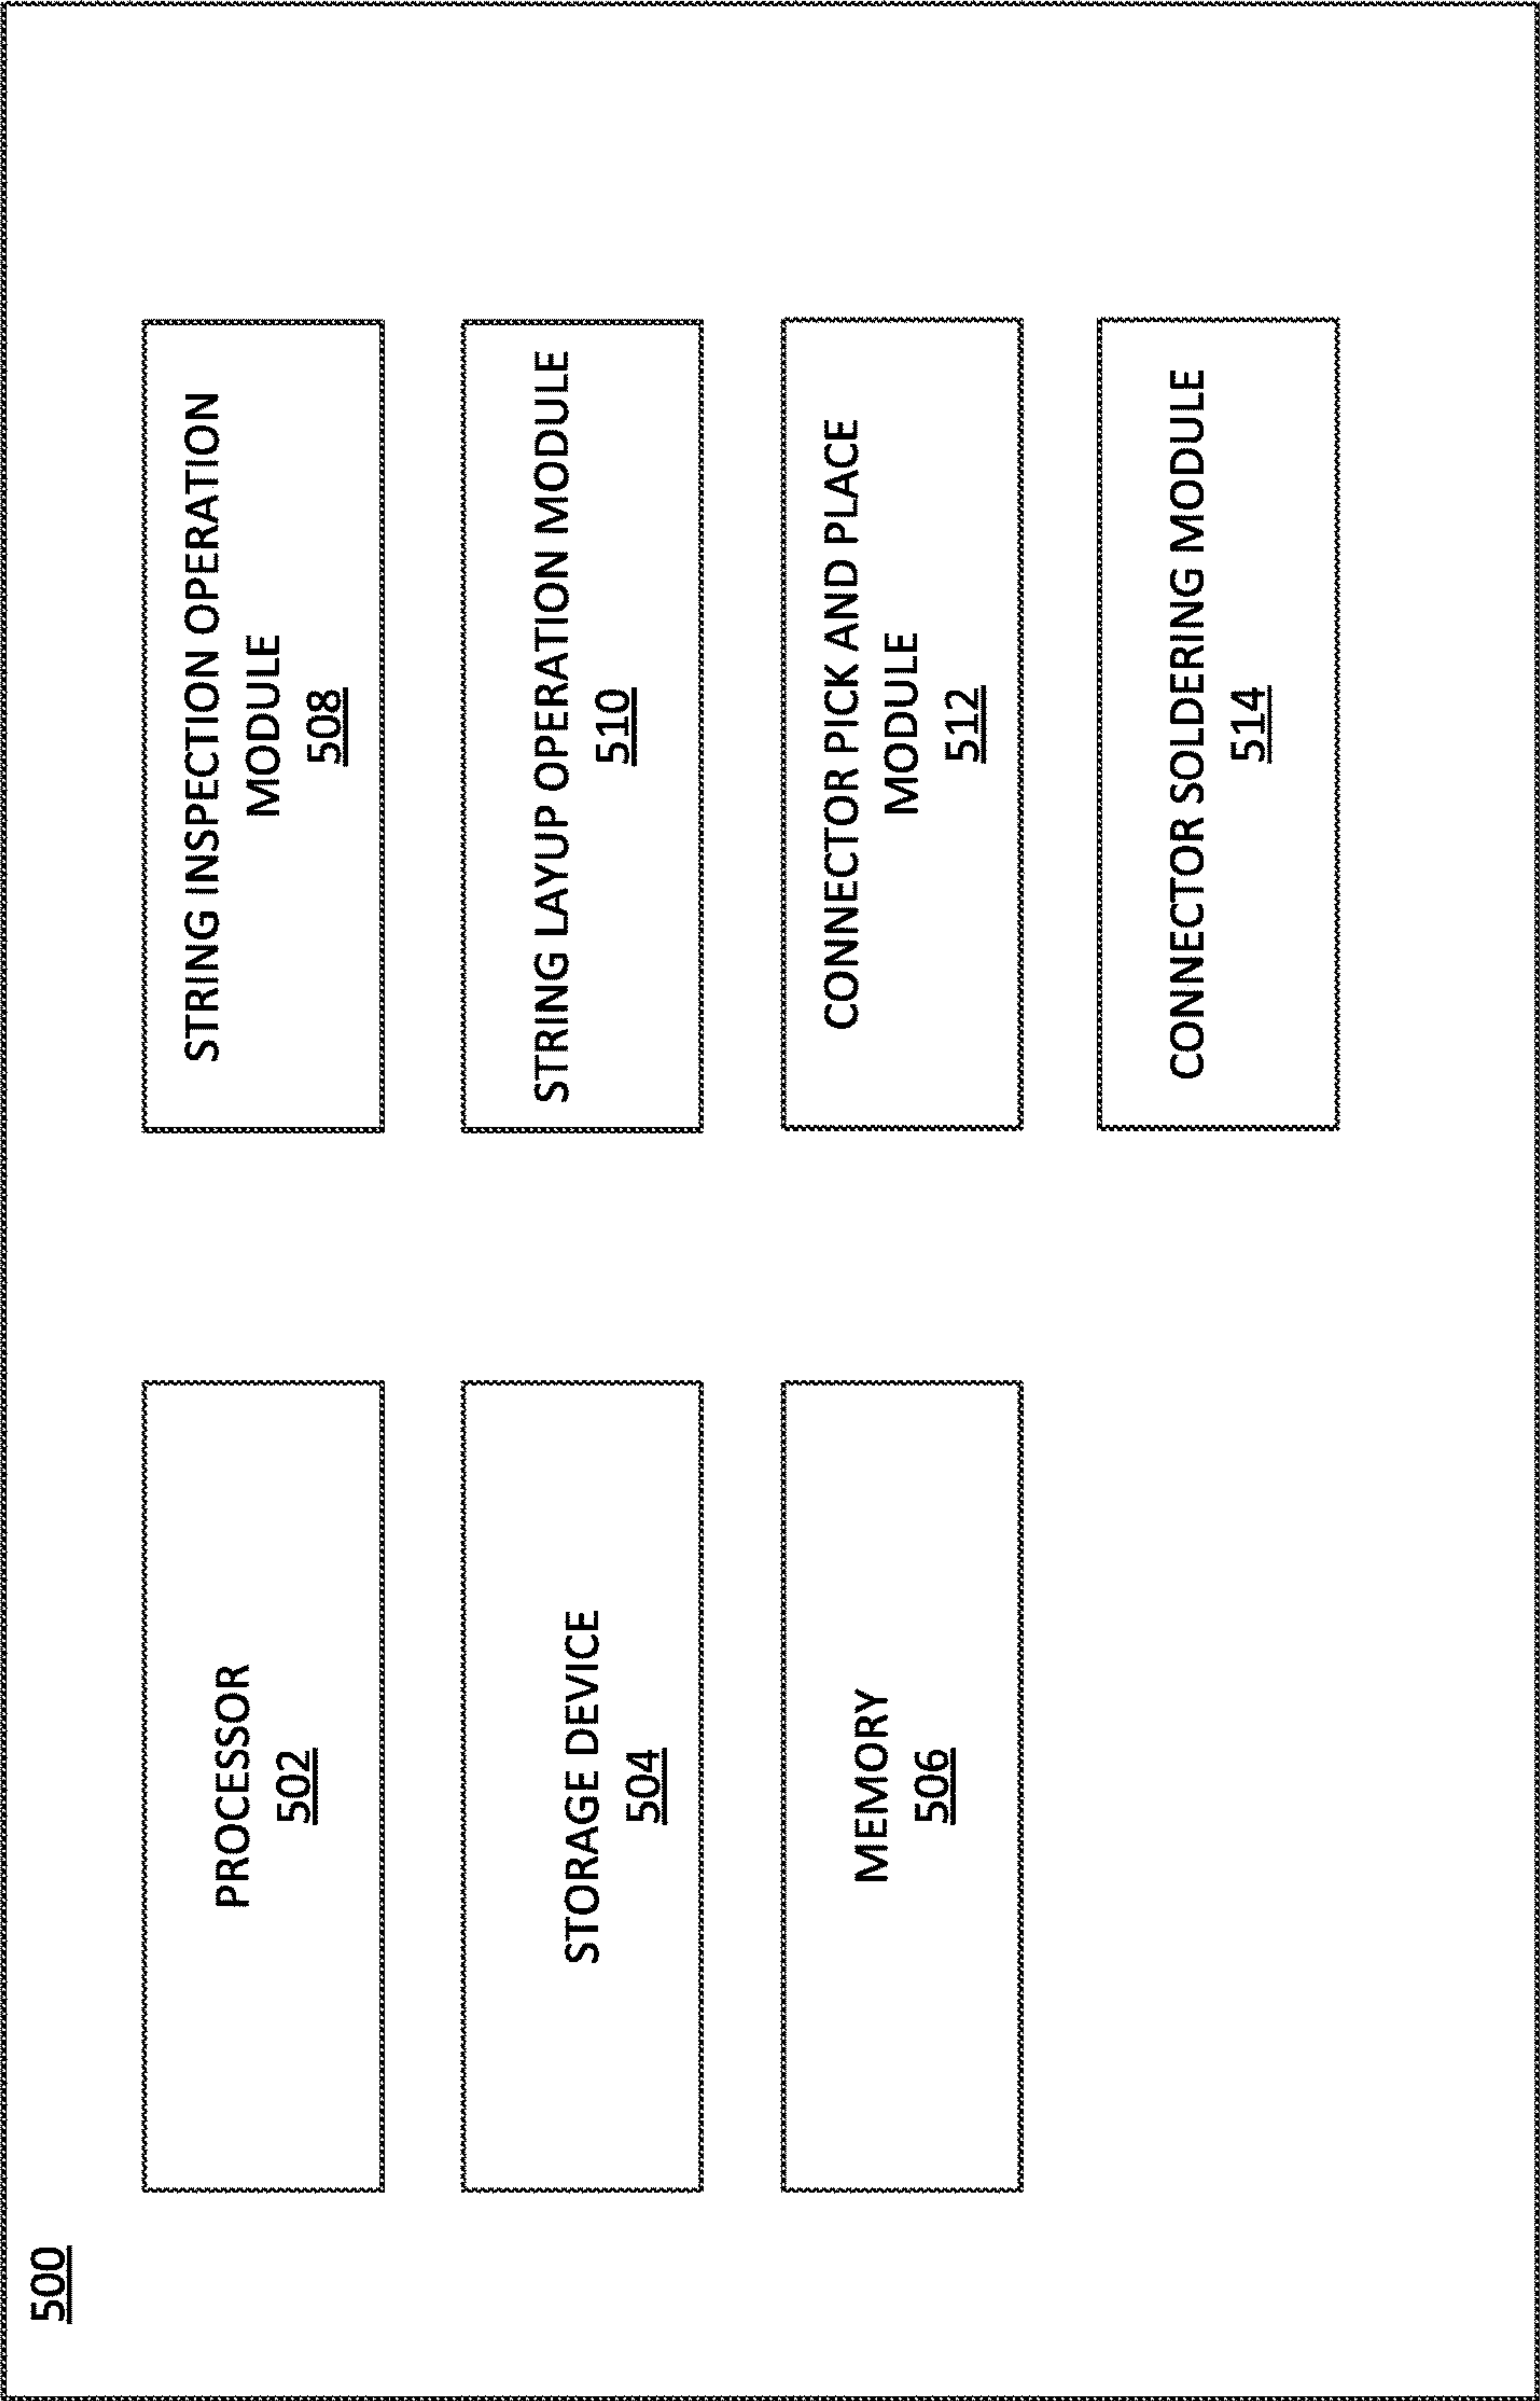 500
PROCESSOR
502
STORAGE DEVICE
504
MEMORY
506
STRING INSPECTION OPERATION
MODULE
508
STRING LAYUP OPERATION MODULE
510
CONNECTOR PICK AND PLACE
MODULE
512
CONNECTOR SOLDERING MODULE
514